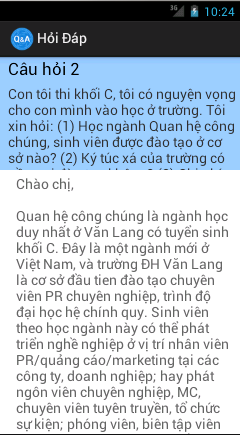 3G 10:24
Q&A Hỏi Đáp
Câu hỏi 2
Con tôi thi khối C, tôi có nguyện vọng
cho con mình vào học ở trường. Tôi
xin hỏi: (1) Học ngành Quan hệ công
chúng, sinh viên được đào tạo ở cơ
sở nào? (2) Ký túc xá của trường có
Chào chị,
Quan hệ công chúng là ngành học
duy nhất ở Văn Lang có tuyển sinh
khối C. Đây là một ngành mới ở
Việt Nam, và trường ĐH Văn Lang
là cơ sở đầu tiên đào tạo chuyên
viên PR chuyên nghiệp, trình độ
đại học hệ chính quy. Sinh viên
theo học ngành này có thể phát
triển nghề nghiệp ở vị trí nhân viên
PR/quảng cáo/marketing tại các
công ty, doanh nghiệp; hay phát
ngôn viên chuyên nghiệp, MC,
chuyên viên tuyên truyền, tổ chức
sự kiện; phóng viên, biên tập viên